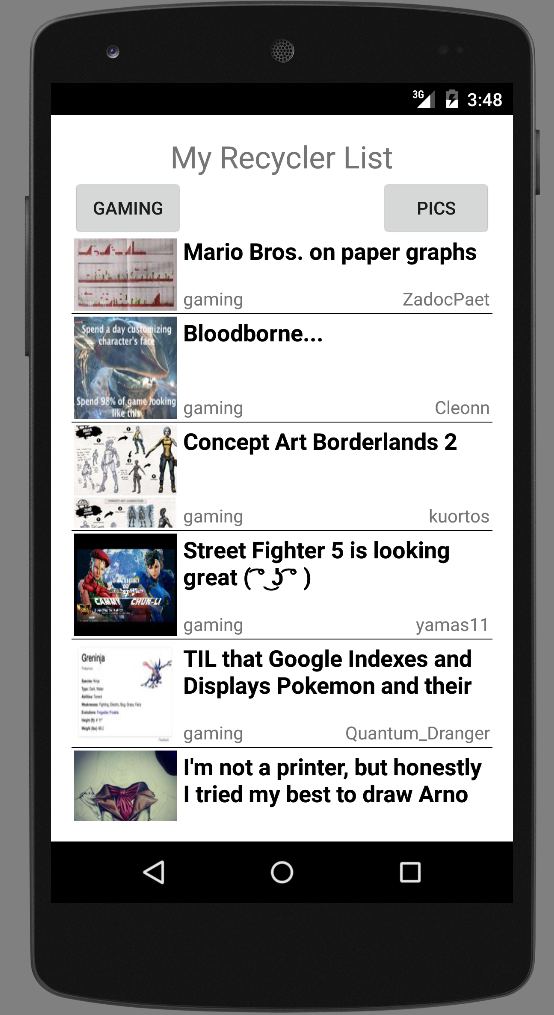 3G 3:48
My Recycler List
GAMING
PICS
Mario Bros. on paper graphs
gaming ZadocPaet
Spend a day customizing
character's face
Spend 98% of game looking
like this
Bloodborne...
gaming Cleonn
Concept Art Borderlands 2
gaming kuortos
CAMMY CHUN-LI
Street Fighter 5 is looking
great ( ͡° ͜ʖ ͡° )
gaming yamas11
Greninja
TIL that Google Indexes and
Displays Pokemon and their
gaming Quantum_Dranger
I'm not a printer, but honestly
I tried my best to draw Arno